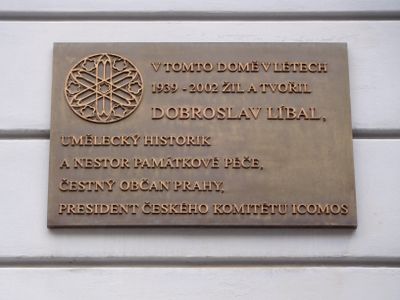 V TOMTO DOMĚ V LÉTECH
1939 - 2002 ŽIL A TVOŘIL
DOBROSLAV LÍBAL,
UMĚLECKÝ HISTORIK
A NESTOR PAMÁTKOVÉ PÉČE,
ČESTNÝ OBČAN PRAHY,
PRESIDENT ČESKÉHO KOMITÉTU ICOMOS